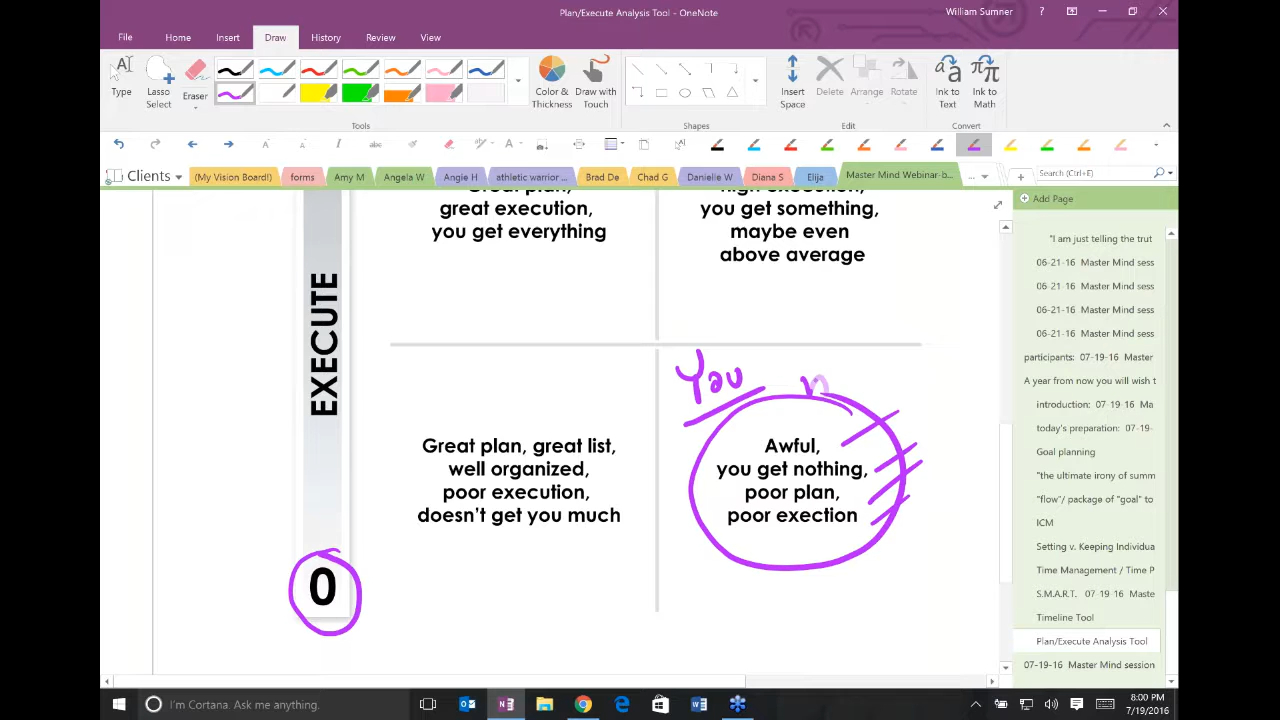 Plan/Execute Analysis Tool - OneNote
William Sumner
?
File Home Insert Draw History Review View
Type
Lasso Select
Eraser
Color & Thickness
Draw with Touch
Insert Space
Delete
Arrange
Rotate
Ink to Text
Ink to Math
Tools
Shapes
Edit
Convert
Clients
(My Vision Board!)
forms
Amy M
Angela W
Angie H
athletic warrior ...
Brad De
Chad G
Danielle W
Diana S
Elija
Master Mind Webinar-b...
...
Search (Ctrl+E)
Add Page
"I am just telling the trut
06-21-16 Master Mind sess
06-21-16 Master Mind sess
06-21-16 Master Mind sess
06-21-16 Master Mind sess
participants: 07-19-16 Master
A year from now you will wish t
introduction: 07-19-16 Ma
today's preparation: 07-19-
Goal planning
"the ultimate irony of summ
"flow"/ package of "goal" to
ICM
Setting v. Keeping Individua
Time Management / Time P
S.M.A.R.T. 07-19-16 Maste
Timeline Tool
Plan/Execute Analysis Tool
07-19-16 Master Mind session
EXECUTE
0
Great plan,
great execution,
you get everything
high execution,
you get something,
maybe even
above average
You n
Great plan, great list,
well organized,
poor execution,
doesn't get you much
Awful,
you get nothing,
poor plan,
poor exection
I'm Cortana. Ask me anything.
8:00 PM
7/19/2016